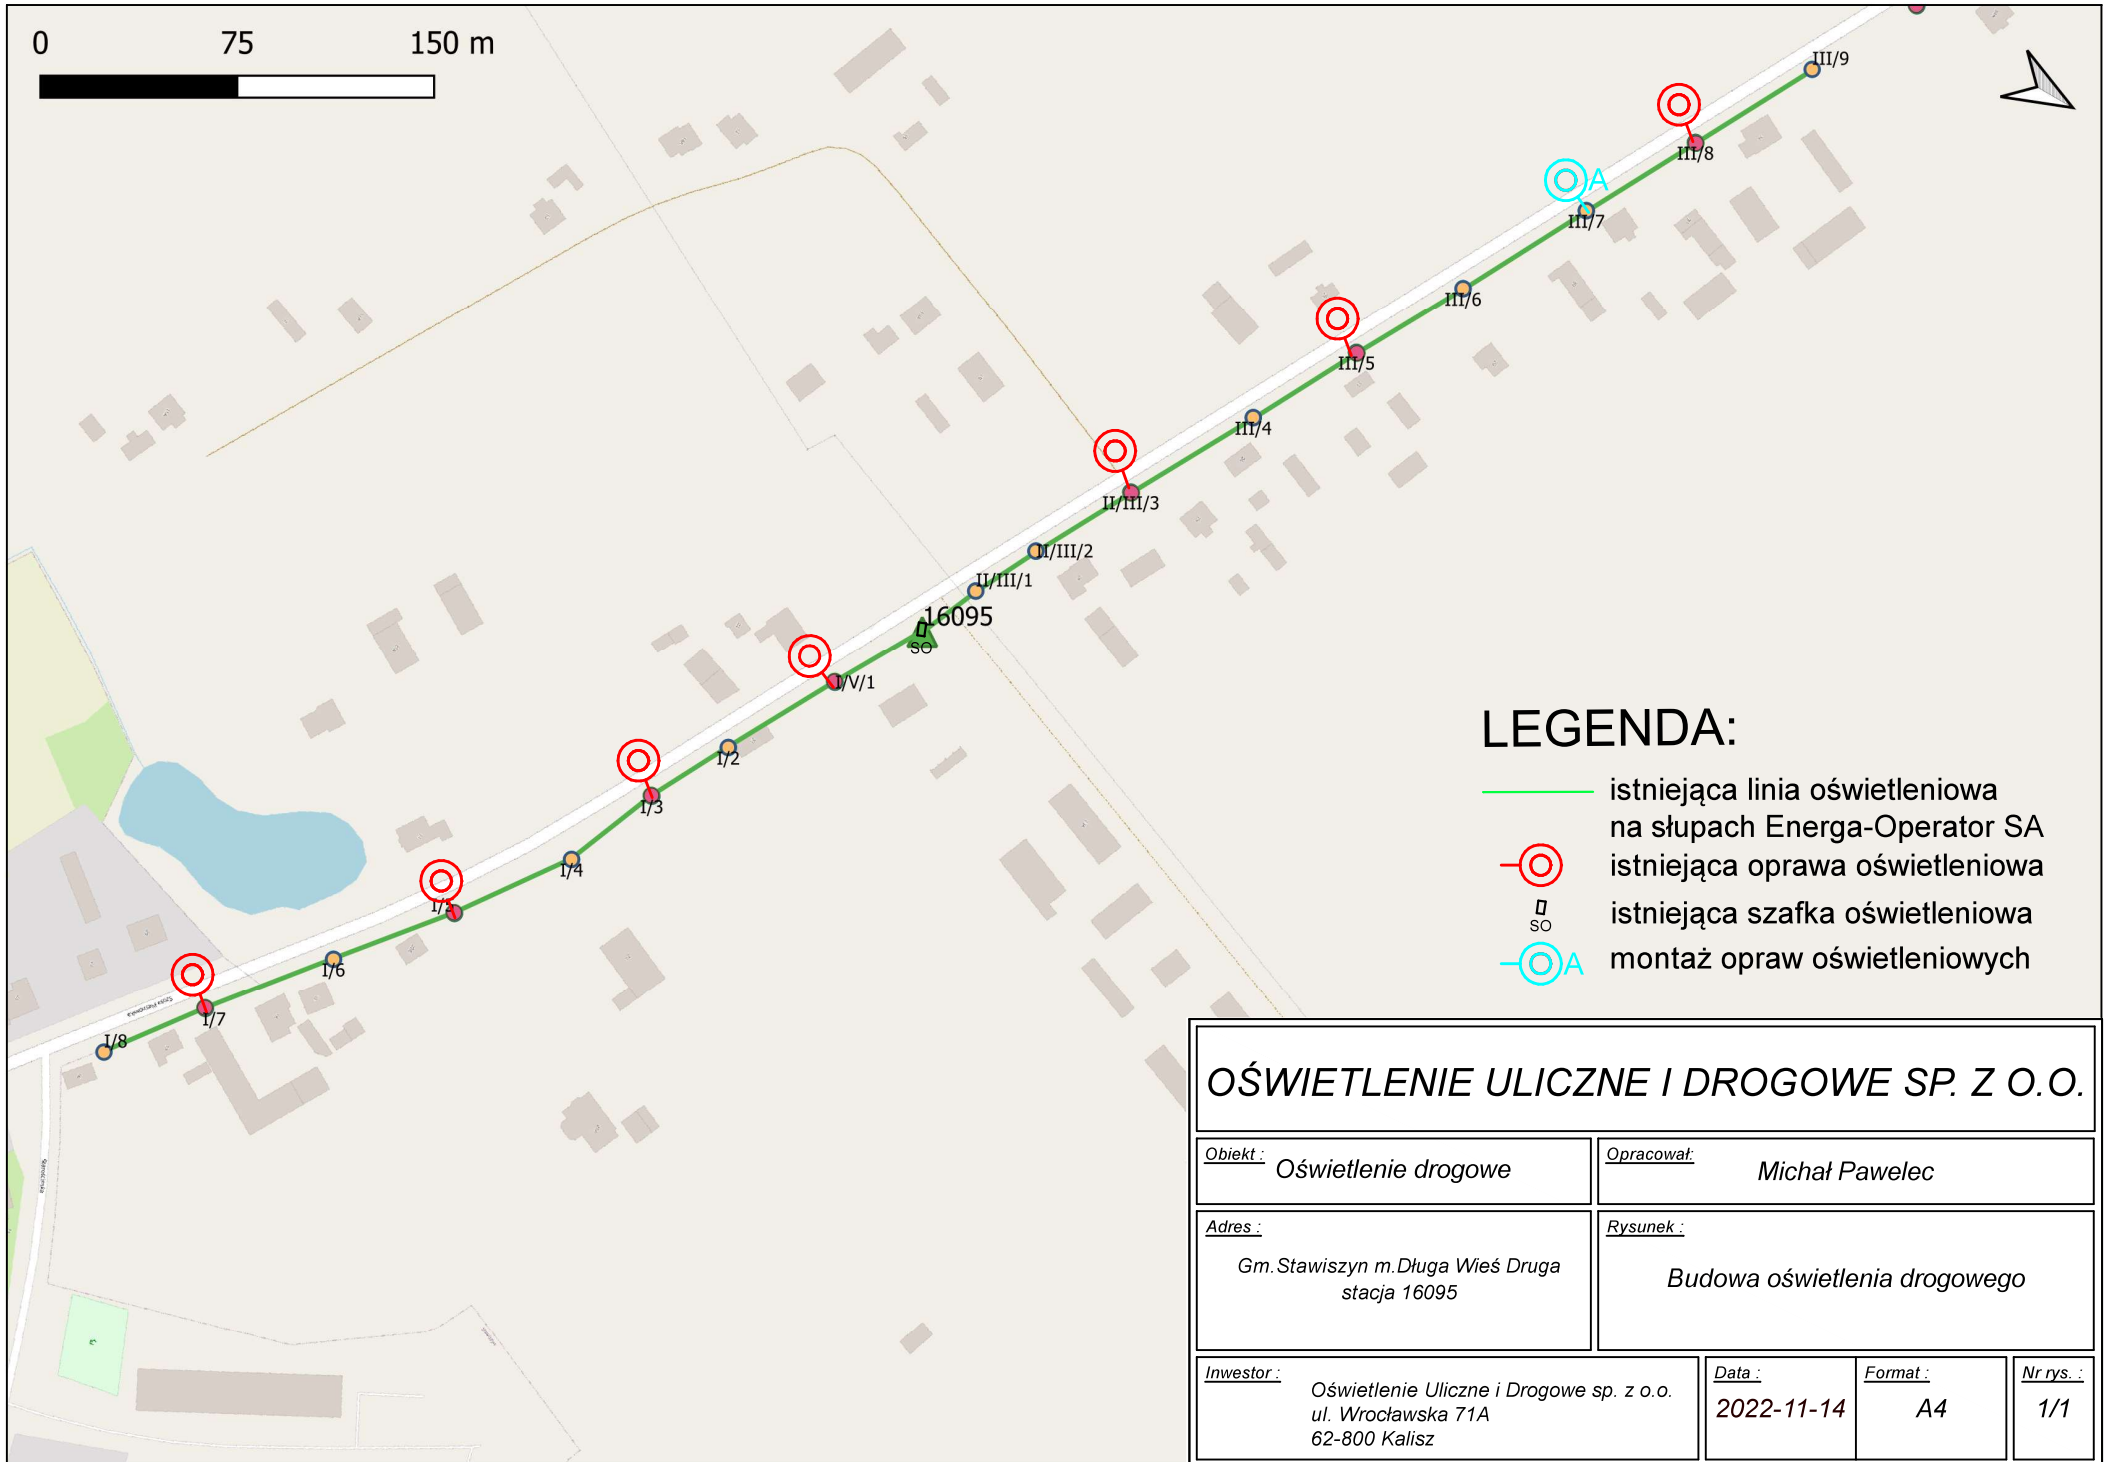 0 75 150 m
III/9
III/8
A
III/7
III/6
III/5
III/4
II/III/3
II/III/2
II/III/1
16095
SO
I/V/1
I/2
I/3
I/4
I/5
I/6
I/7
I/8
LEGENDA:
istniejąca linia oświetleniowa
na słupach Energa-Operator SA
istniejąca oprawa oświetleniowa
SO istniejąca szafka oświetleniowa
A montaż opraw oświetleniowych
OŚWIETLENIE ULICZNE I DROGOWE SP. Z O.O.
Obiekt : Oświetlenie drogowe
Opracował: Michał Pawelec
Adres :
Gm.Stawiszyn m.Długa Wieś Druga
stacja 16095
Rysunek :
Budowa oświetlenia drogowego
Inwestor :
Oświetlenie Uliczne i Drogowe sp. z o.o.
ul. Wrocławska 71A
62-800 Kalisz
Data :
2022-11-14
Format :
A4
Nr rys. :
1/1